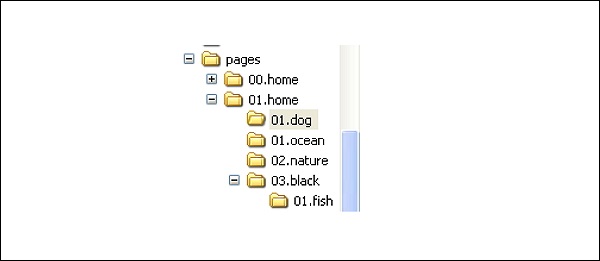 pages
00.home
01.home
01.dog
01.ocean
02.nature
03.black
01.fish